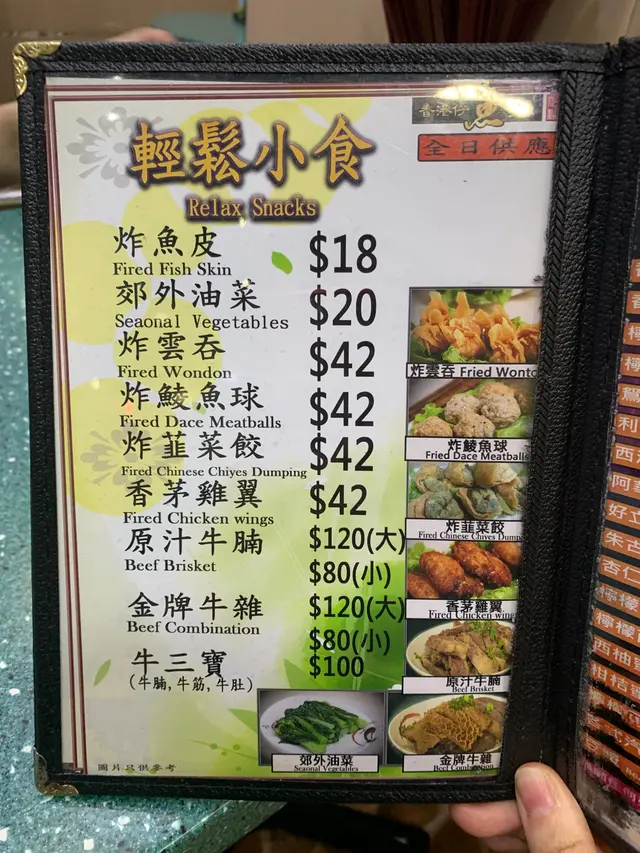 香港仔魚
全日供應
輕鬆小食
Relax Snacks
炸魚皮 $18
Fired Fish Skin
郊外油菜 $20
Seaonal Vegetables
炸雲吞 $42
Fired Wondon
炸鯪魚球 $42
Fired Dace Meatballs
炸韮菜餃 $42
Fired Chinese Chiyes Dumping
香茅雞翼 $42
Fired Chicken wings
原汁牛腩 $120(大)
Beef Brisket $80(小)
金牌牛雜 $120(大)
Beef Combination $80(小)
牛三寶 $100
(牛腩,牛筋,牛肚)
炸雲吞 Fried Wonto
炸鯪魚球
Fried Dace Meatballs
炸韮菜餃
Fired Chinese Chiyes Dump
香茅雞翼
Fired Chicken wing
原汁牛腩
Beef Brisket
郊外油菜
Seaonal Vegetables
金牌牛雜
Beef Combination
圖片只供參考